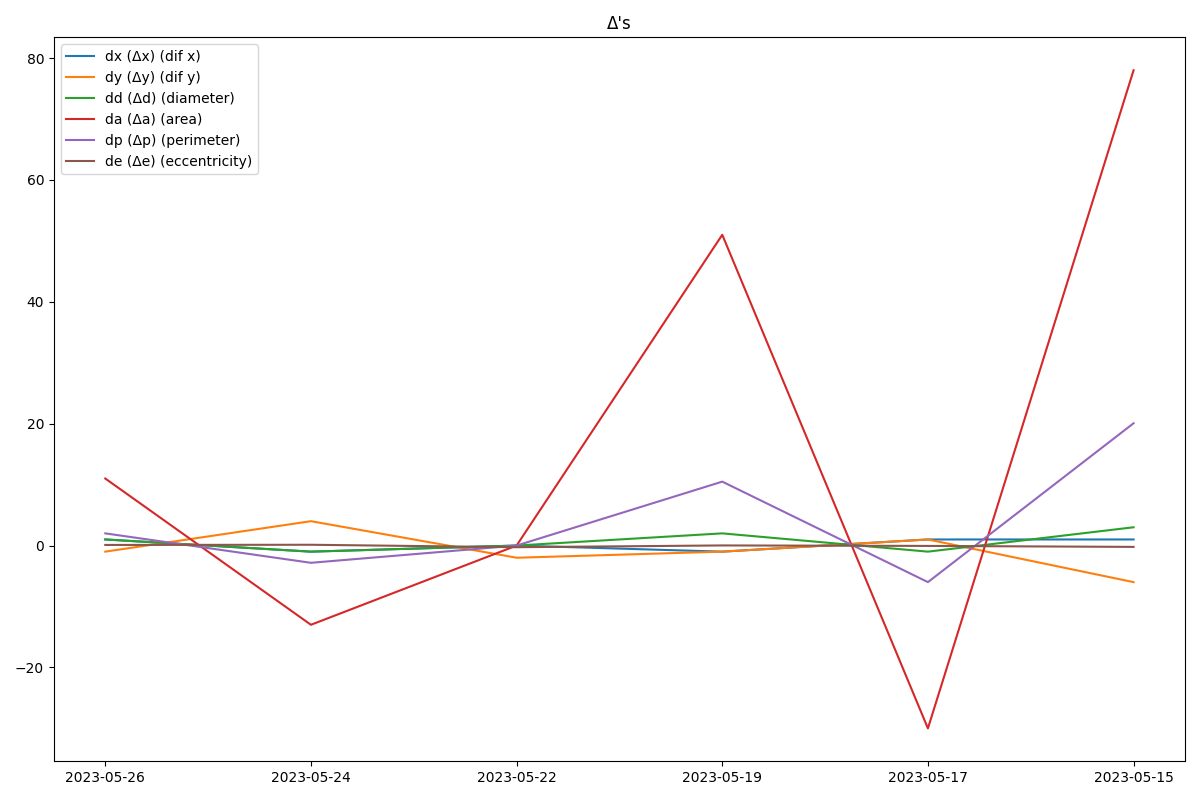 Δ's
dx (Δx) (dif x)
dy (Δy) (dif y)
dd (Δd) (diameter)
da (Δa) (area)
dp (Δp) (perimeter)
de (Δe) (eccentricity)
80
60
40
20
0
−20
2023-05-26 2023-05-24 2023-05-22 2023-05-19 2023-05-17 2023-05-15